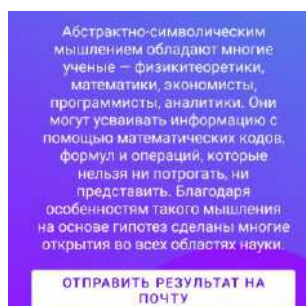 Абстрактно-символическим
мышлением обладают многие
ученые — физикитеоретики,
математики, экономисты,
программисты, аналитики. Они
могут усваивать информацию с
помощью математических кодов,
формул и операций, которые
нельзя ни потрогать, ни
представить. Благодаря
особенностям такого мышления
на основе гипотез сделаны многие
открытия во всех областях науки.
ОТПРАВИТЬ РЕЗУЛЬТАТ НА
ПОЧТУ